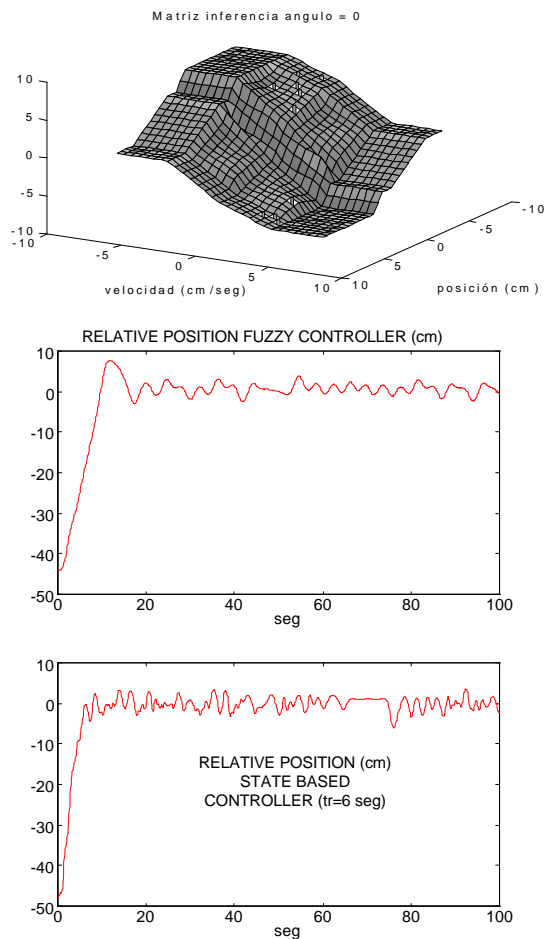 Matriz inferencia angulo = 0
10
5
0
-5
-10
-10
-5
0
5
10
velocidad (cm/seg)
-10
-5
0
5
10
posición (cm)
RELATIVE POSITION FUZZY CONTROLLER (cm)
10
0
-10
-20
-30
-40
-50
0 20 40 60 80 100
seg
10
0
-10
-20
-30
-40
-50
RELATIVE POSITION (cm)
STATE BASED
CONTROLLER (tr=6 seg)
0 20 40 60 80 100
seg